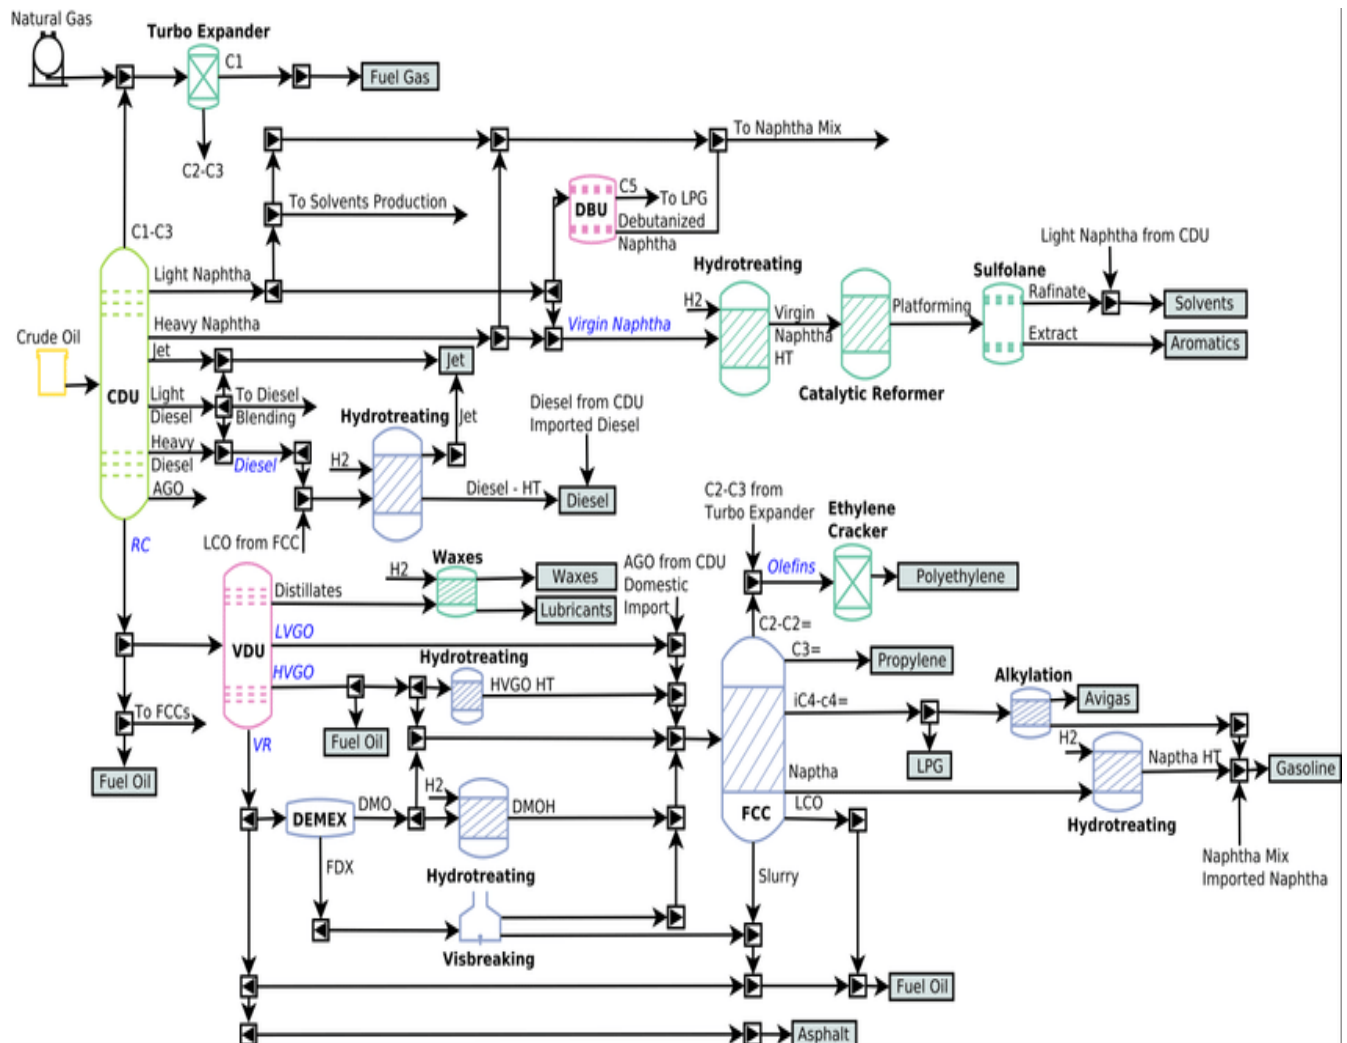 Natural Gas
Turbo Expander
C1
Fuel Gas
C2-C3
To Naphtha Mix
To Solvents Production
C5
To LPG
DBU
Debutanized
Naphtha
C1-C3
Light Naphtha
Heavy Naphtha
Virgin Naphtha
Hydrotreating
H2
Virgin
Naphtha
HT
Platforming
Catalytic Reformer
Light Naphtha from CDU
Sulfolane
Rafinate
Solvents
Extract
Aromatics
Crude Oil
CDU
Jet
Jet
Light
Diesel
To Diesel
Blending
Heavy
Diesel
Diesel
AGO
Hydrotreating
H2
Jet
Diesel from CDU
Imported Diesel
Diesel - HT
Diesel
LCO from FCC
RC
Waxes
H2
Waxes
Distillates
Lubricants
VDU
LVGO
HVGO
AGO from CDU
Domestic
Import
Hydrotreating
HVGO HT
Fuel Oil
To FCCs
Fuel Oil
VR
DEMEX
DMO
H2
DMOH
Hydrotreating
FDX
Visbreaking
C2-C3 from
Turbo Expander
Ethylene
Cracker
Olefins
Polyethylene
C2-C2=
C3=
Propylene
iC4-c4=
Alkylation
Avigas
LPG
H2
Naptha HT
Gasoline
Naptha
LCO
FCC
Hydrotreating
Slurry
Naphtha Mix
Imported Naphtha
Fuel Oil
Asphalt